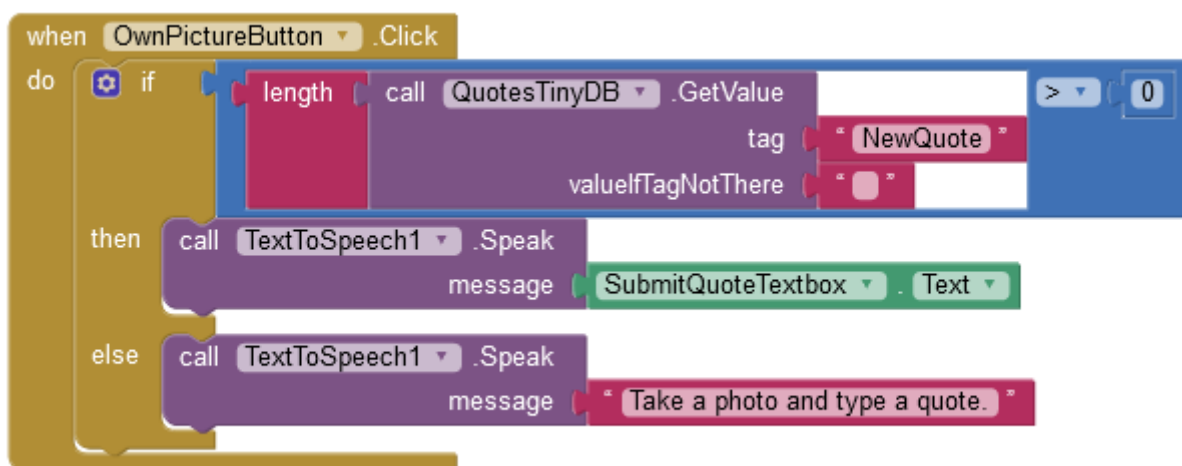 when OwnPictureButton .Click
do if length call QuotesTinyDB .GetValue > 0
tag " NewQuote "
valueIfTagNotThere " "
then call TextToSpeech1 .Speak
message SubmitQuoteTextbox . Text
else call TextToSpeech1 .Speak
message " Take a photo and type a quote. "